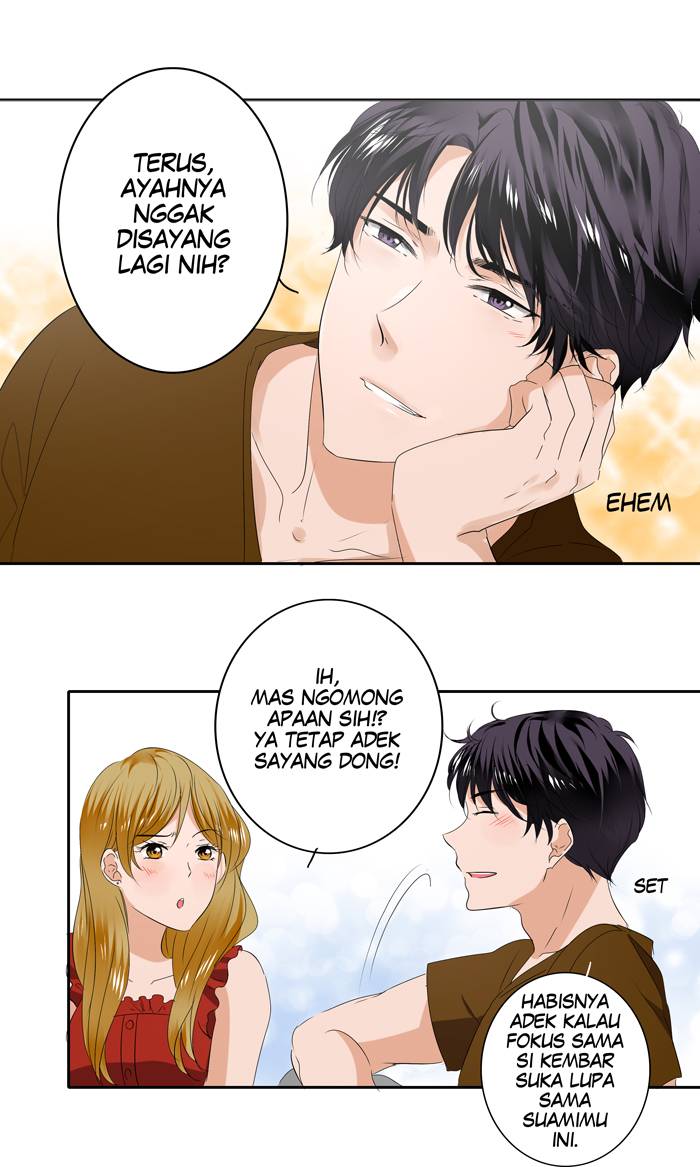 TERUS,
AYAHNYA
NGGAK
DISAYANG
LAGI NIH?
EHEM
IH,
MAS NGOMONG
APAAN SIH!?
YA TETAP ADEK
SAYANG DONG!
SET
HABISNYA
ADEK KALAU
FOKUS SAMA
SI KEMBAR
SUKA LUPA
SAMA
SUAMIMU
INI.